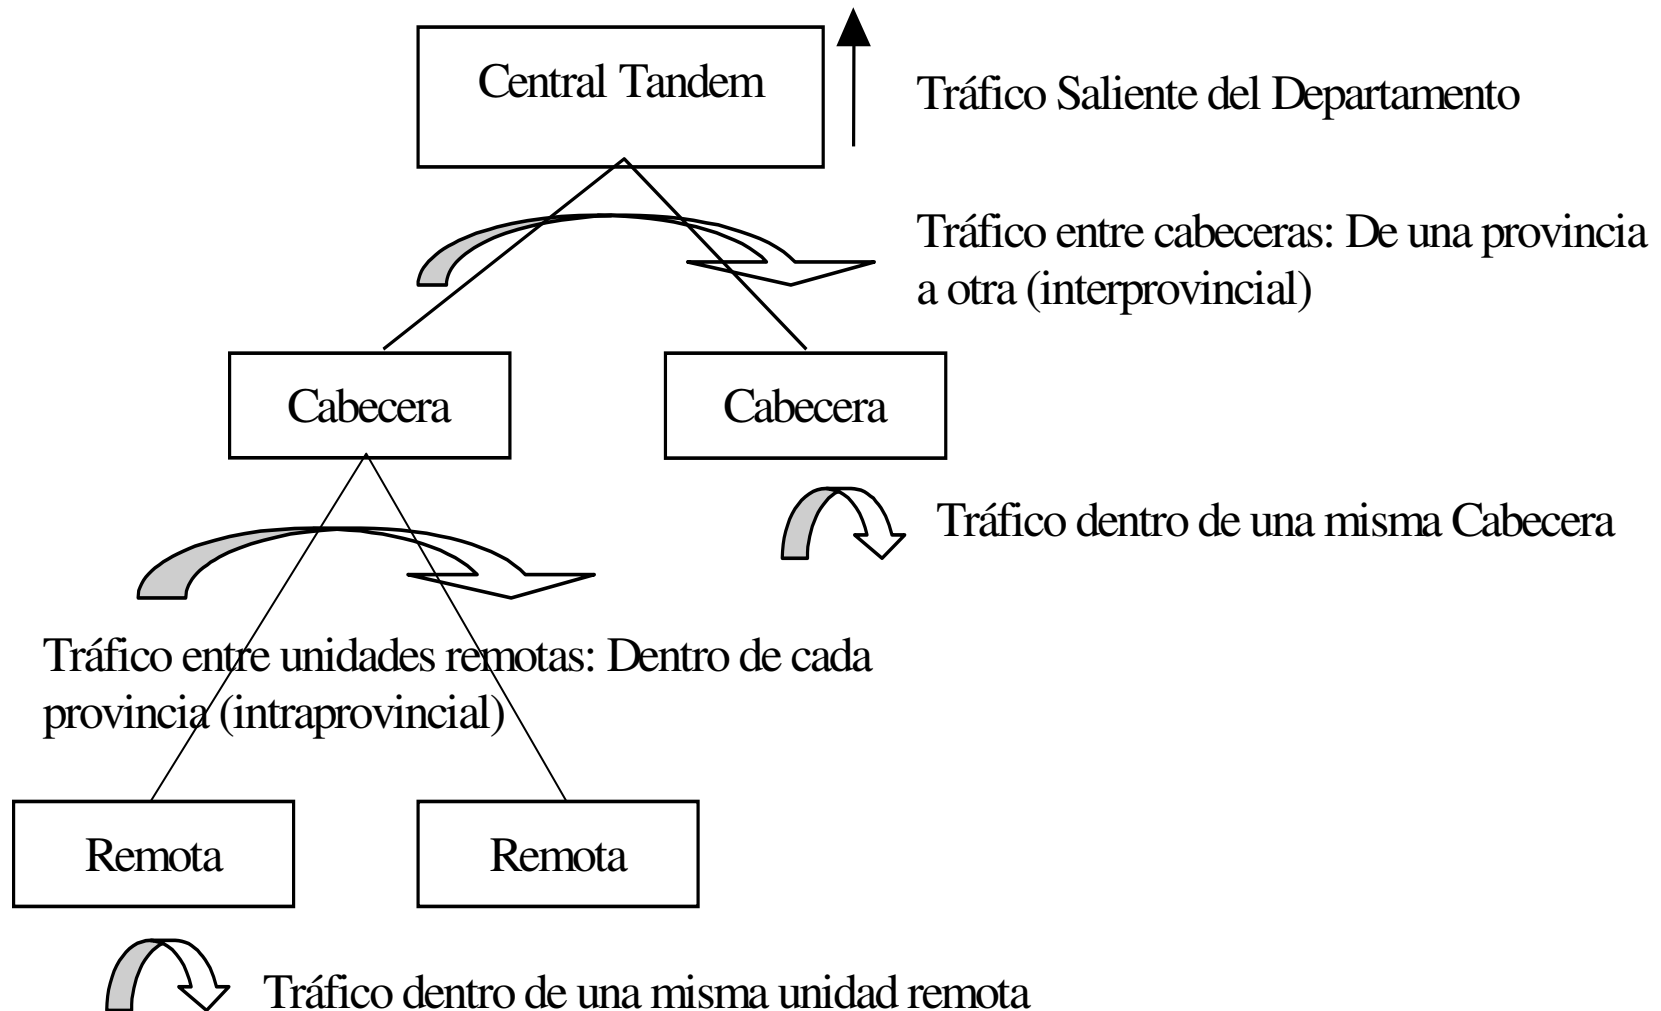 Central Tandem
Tráfico Saliente del Departamento
Tráfico entre cabeceras: De una provincia
a otra (interprovincial)
Cabecera
Cabecera
Tráfico dentro de una misma Cabecera
Tráfico entre unidades remotas: Dentro de cada
provincia (intraprovincial)
Remota
Remota
Tráfico dentro de una misma unidad remota